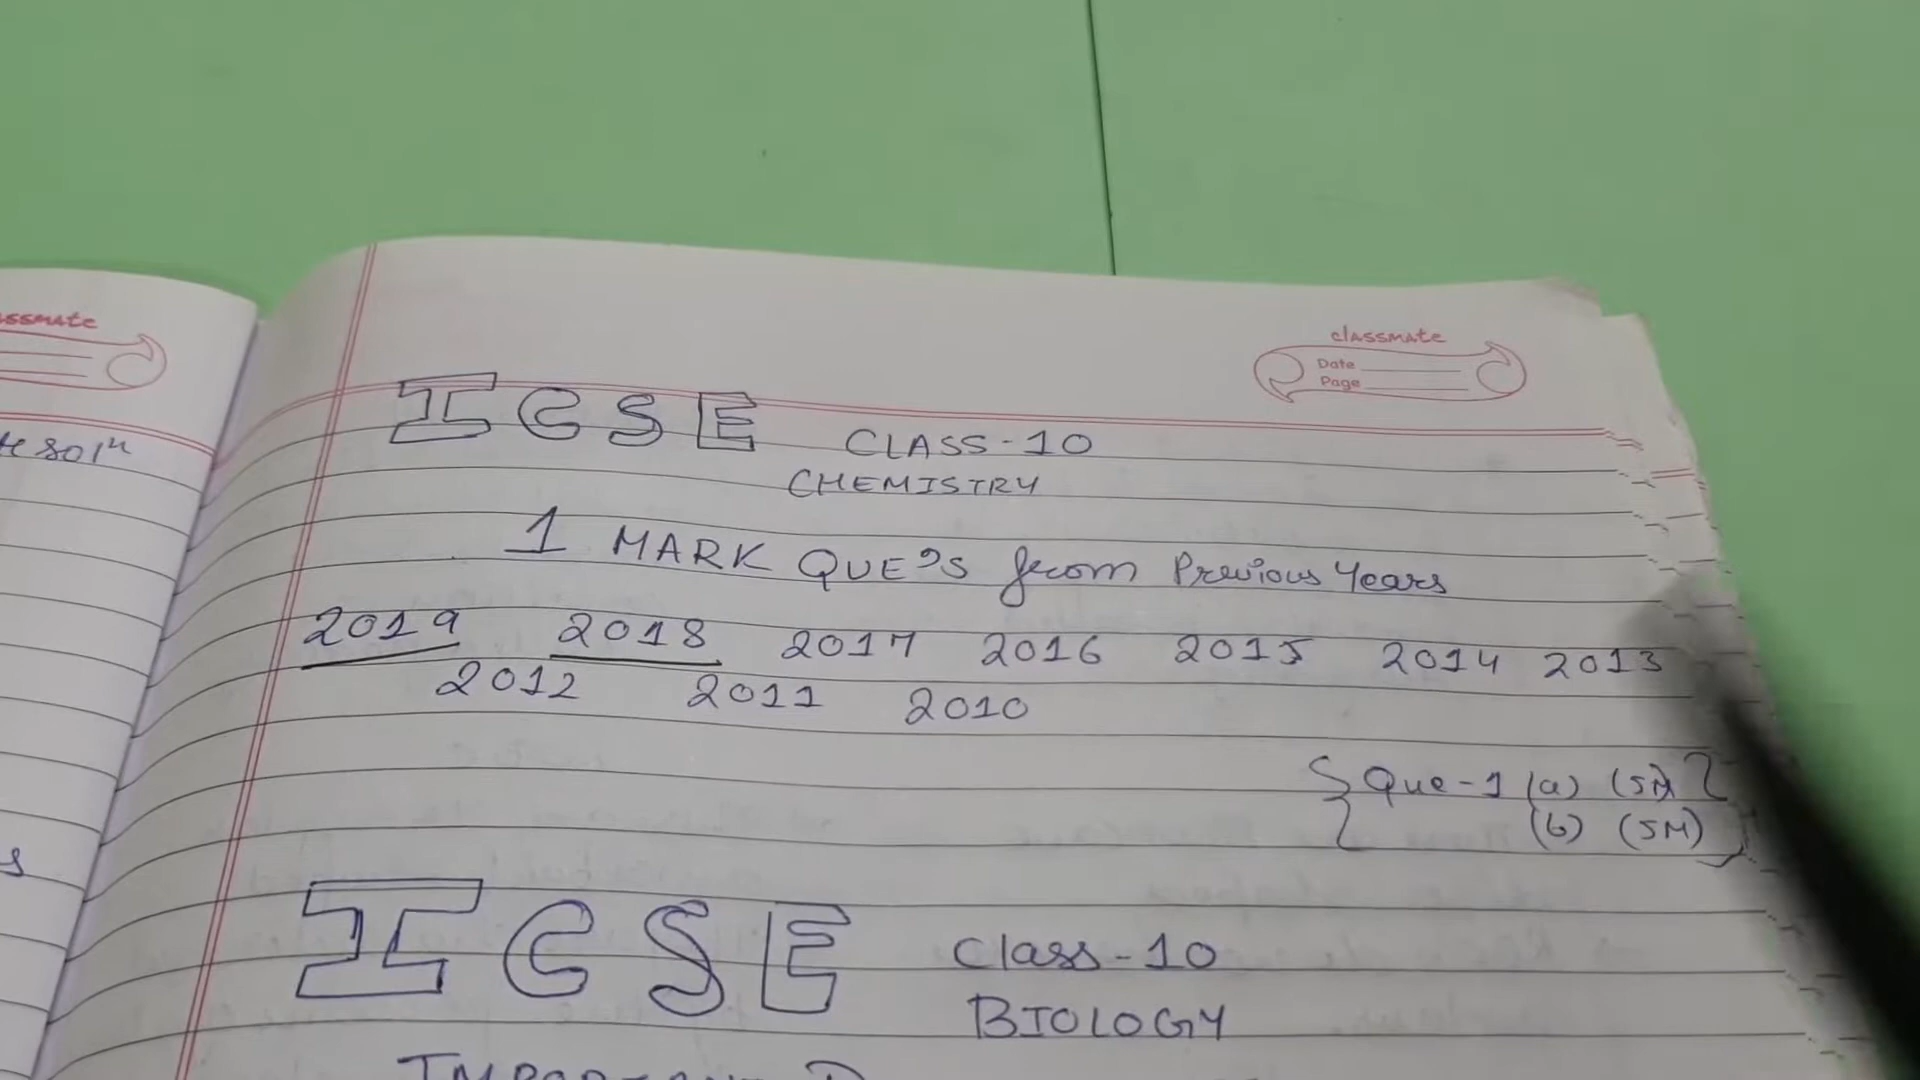 classmate
Date
Page
ICSE CLASS-10
CHEMISTRY
1 MARK QUE'S from Previous Years
2019 2018 2017 2016 2015 2014 2013
2012 2011 2010
{Que-1 (a) (5M)}
(b) (5M)
ICSE Class-10
BIOLOGY